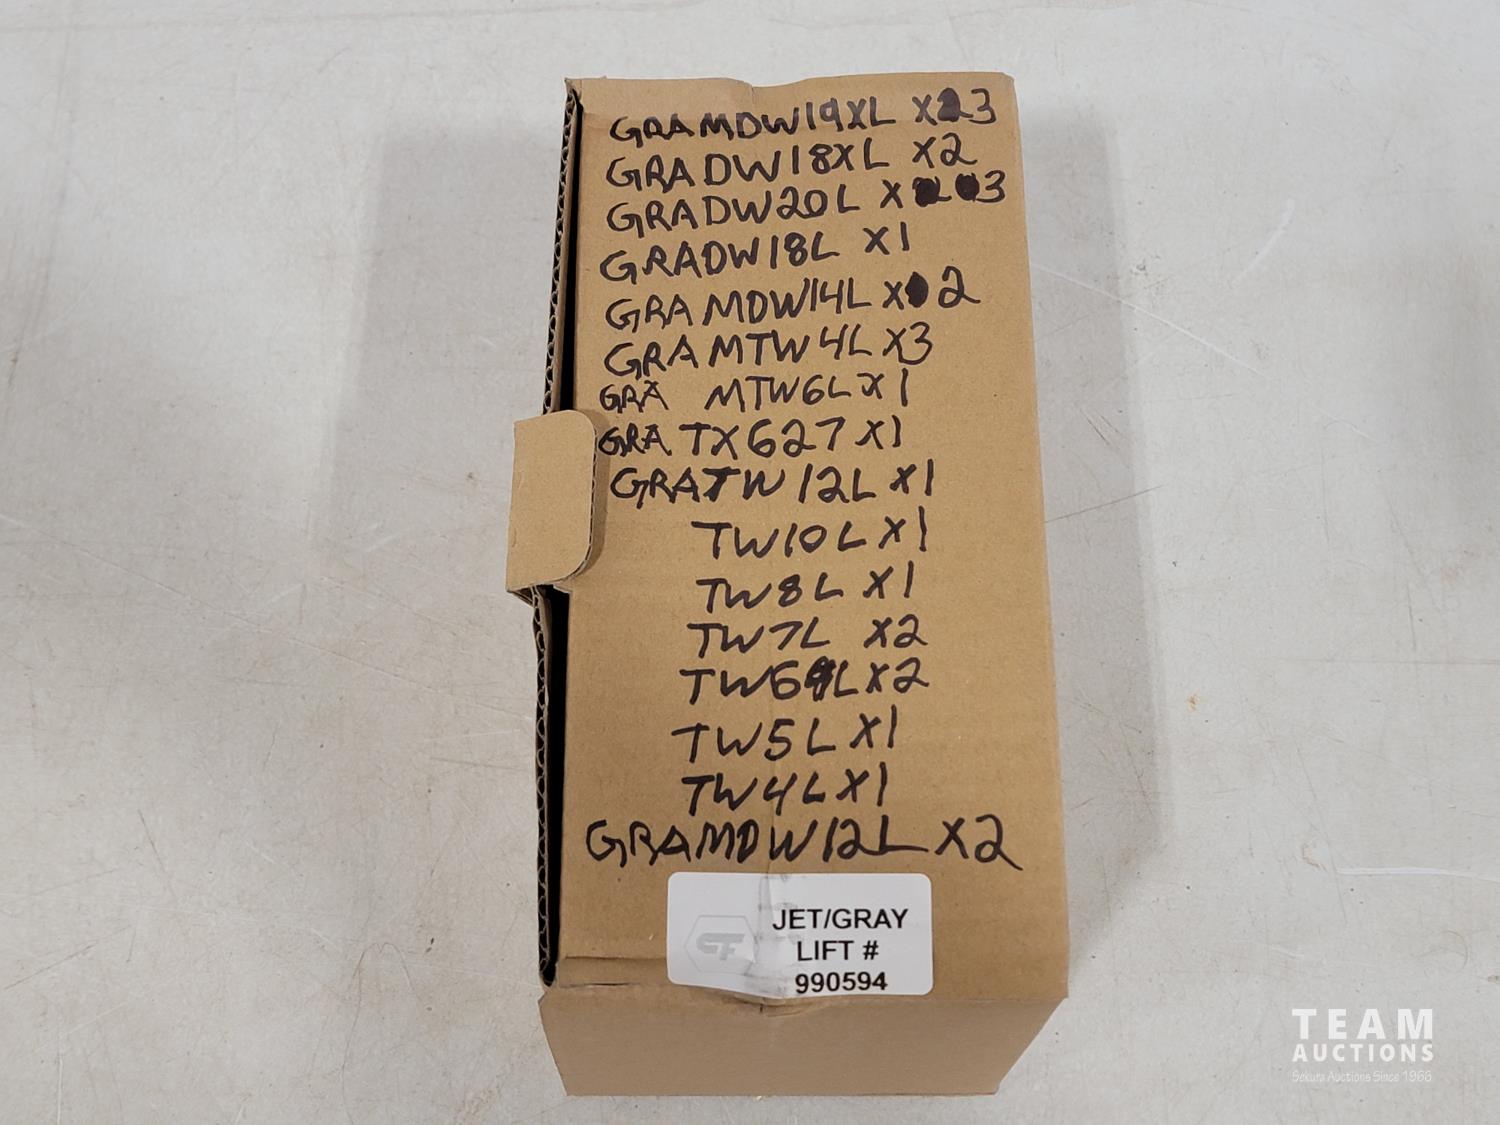 GRAMDW19XL X3
GRADW18XL X2
GRADW20L X3
GRADW18L X1
GRAMDW14L X2
GRAMTW4L X3
GRA MTW6L X1
GRA TX627 X1
GRATW12L X1
TW10L X1
TW8L X1
TW7L X2
TW6L X2
TW5L X1
TW4L X1
GRAMDW12L X2
CF
JET/GRAY
LIFT #
990594
TEAM
AUCTIONS
Sekura Auctions Since 1966